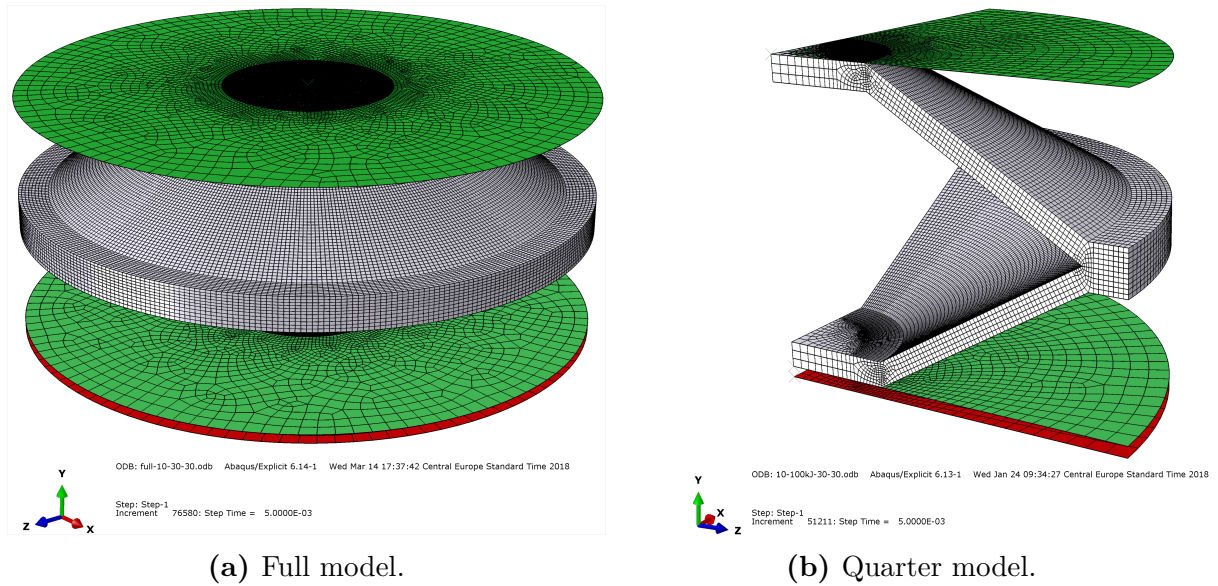 ODB: full-10-30-30.odb Abaqus/Explicit 6.14-1 Wed Mar 14 17:37:42 Central Europe Standard Time 2018
Y
Z
X
Step: Step-1
Increment 76580: Step Time = 5.0000E-03
(a) Full model.
ODB: 10-100kJ-30-30.odb Abaqus/Explicit 6.13-1 Wed Jan 24 09:34:27 Central Europe Standard Time 2018
Y
X
Z
Step: Step-1
Increment 51211: Step Time = 5.0000E-03
(b) Quarter model.